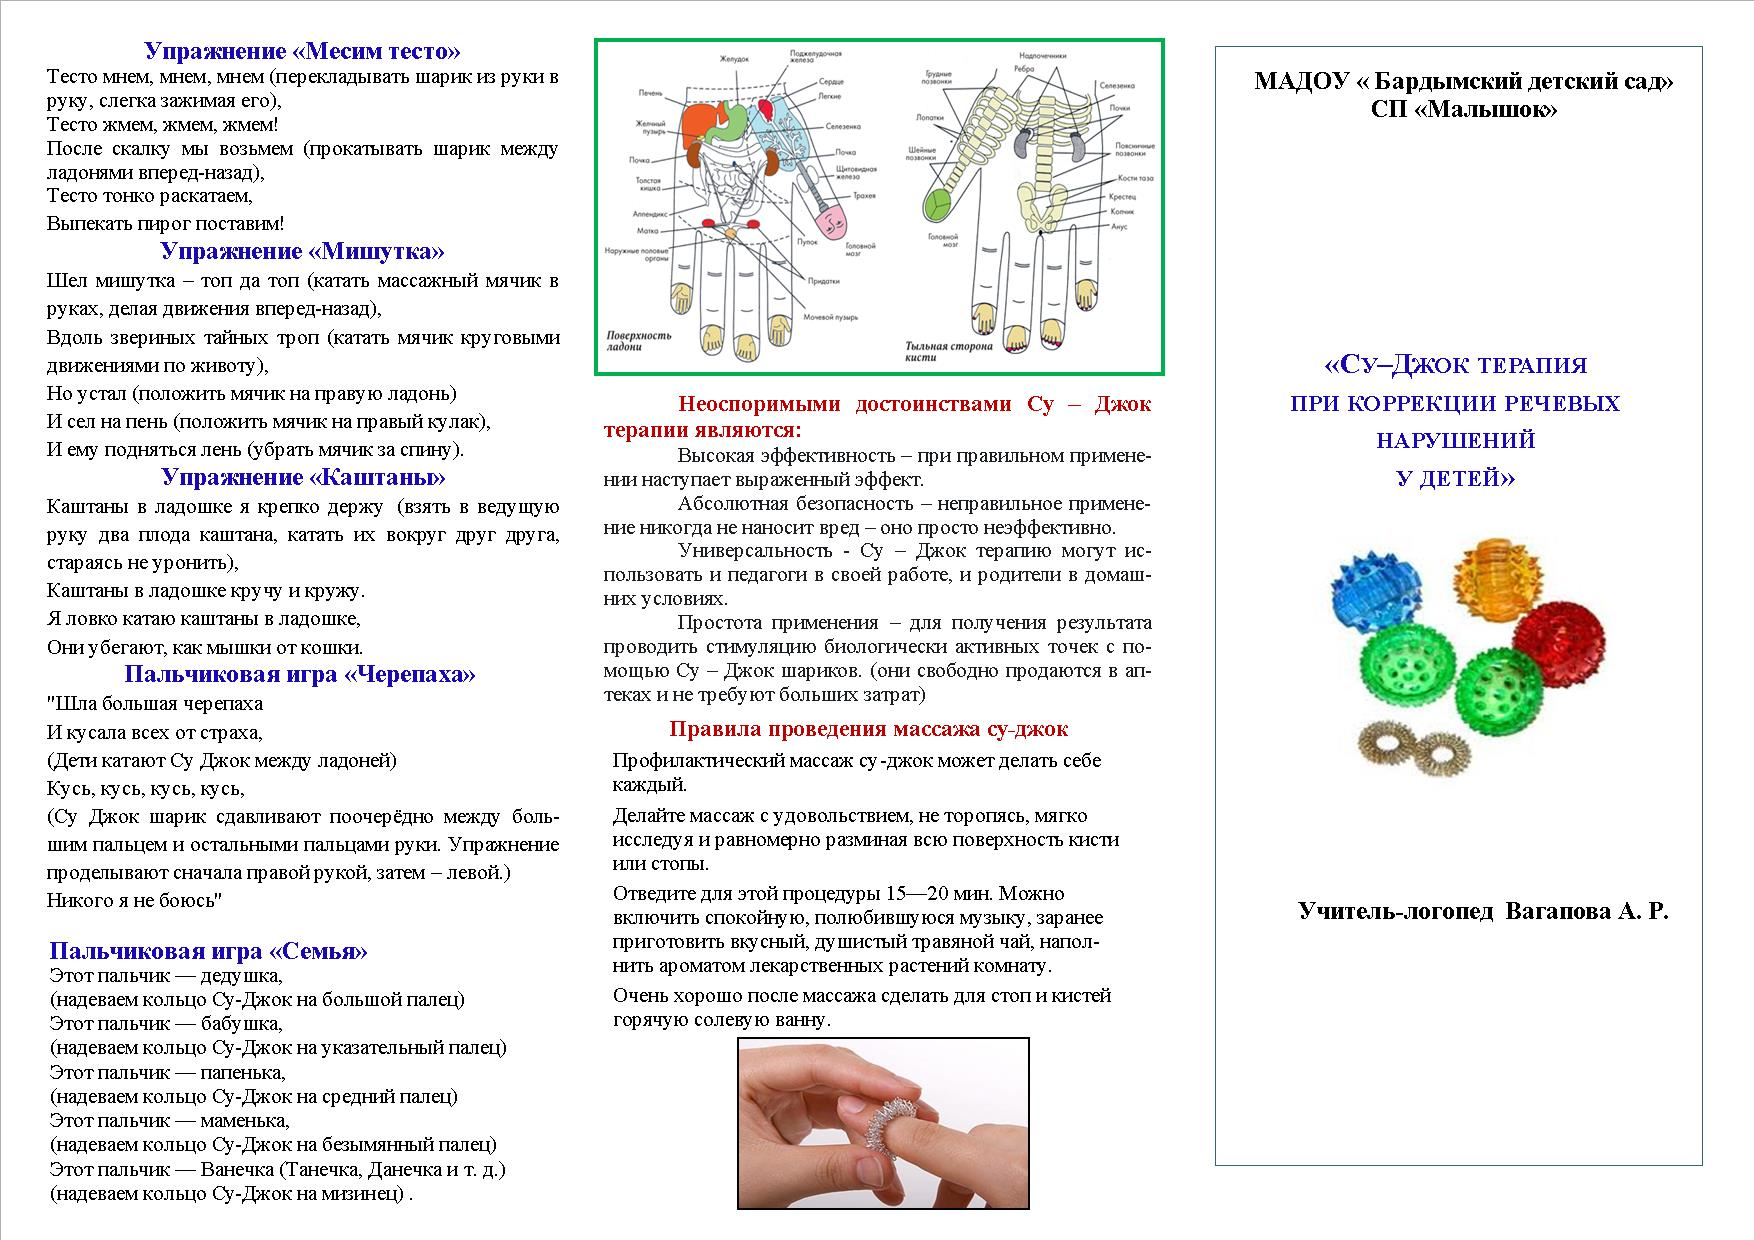 Упражнение «Месим тесто»
Тесто мнем, мнем, мнем (перекладывать шарик из руки в
руку, слегка зажимая его),
Тесто жмем, жмем, жмем!
После скалку мы возьмем (прокатывать шарик между
ладонями вперед-назад),
Тесто тонко раскатаем,
Выпекать пирог поставим!
Упражнение «Мишутка»
Шел мишутка – топ да топ (катать массажный мячик в
руках, делая движения вперед-назад),
Вдоль звериных тайных троп (катать мячик круговыми
движениями по животу),
Но устал (положить мячик на правую ладонь)
И сел на пень (положить мячик на правый кулак),
И ему подняться лень (убрать мячик за спину).
Упражнение «Каштаны»
Каштаны в ладошке я крепко держу (взять в ведущую
руку два плода каштана, катать их вокруг друг друга,
стараясь не уронить),
Каштаны в ладошке кручу и кружу.
Я ловко катаю каштаны в ладошке,
Они убегают, как мышки от кошки.
Пальчиковая игра «Черепаха»
"Шла большая черепаха
И кусала всех от страха,
(Дети катают Су Джок между ладоней)
Кусь, кусь, кусь, кусь,
(Су Джок шарик сдавливают поочерёдно между боль-
шим пальцем и остальными пальцами руки. Упражнение
проделывают сначала правой рукой, затем – левой.)
Никого я не боюсь"
Пальчиковая игра «Семья»
Этот пальчик — дедушка,
(надеваем кольцо Су-Джок на большой палец)
Этот пальчик — бабушка,
(надеваем кольцо Су-Джок на указательный палец)
Этот пальчик — папенька,
(надеваем кольцо Су-Джок на средний палец)
Этот пальчик — маменька,
(надеваем кольцо Су-Джок на безымянный палец)
Этот пальчик — Ванечка (Танечка, Данечка и т. д.)
(надеваем кольцо Су-Джок на мизинец) .
Желудок
Поджелудочная
железа
Сердце
Легкие
Печень
Желчный
пузырь
Селезенка
Почка
Почка
Щитовидная
железа
Толстая
кишка
Трахея
Аппендикс
Матка
Наружные половые
органы
Пупок
Головной
мозг
Придатки
Мочевой пузырь
Поверхность
ладони
Надпочечники
Грудные
позвонки
Ребра
Селезенка
Почки
Лопатки
Шейные
позвонки
Поясничные
позвонки
Кости таза
Крестец
Копчик
Анус
Головной
мозг
Тыльная сторона
кисти
Неоспоримыми достоинствами Су – Джок
терапии являются:
Высокая эффективность – при правильном примене-
нии наступает выраженный эффект.
Абсолютная безопасность – неправильное примене-
ние никогда не наносит вред – оно просто неэффективно.
Универсальность - Су – Джок терапию могут ис-
пользовать и педагоги в своей работе, и родители в домаш-
них условиях.
Простота применения – для получения результата
проводить стимуляцию биологически активных точек с по-
мощью Су – Джок шариков. (они свободно продаются в ап-
теках и не требуют больших затрат)
Правила проведения массажа су-джок
Профилактический массаж су-джок может делать себе
каждый.
Делайте массаж с удовольствием, не торопясь, мягко
исследуя и равномерно разминая всю поверхность кисти
или стопы.
Отведите для этой процедуры 15—20 мин. Можно
включить спокойную, полюбившуюся музыку, заранее
приготовить вкусный, душистый травяной чай, напол-
нить ароматом лекарственных растений комнату.
Очень хорошо после массажа сделать для стоп и кистей
горячую солевую ванну.
МАДОУ « Бардымский детский сад»
СП «Малышок»
«Су–Джок терапия
при коррекции речевых
нарушений
у детей»
Учитель-логопед Вагапова А. Р.